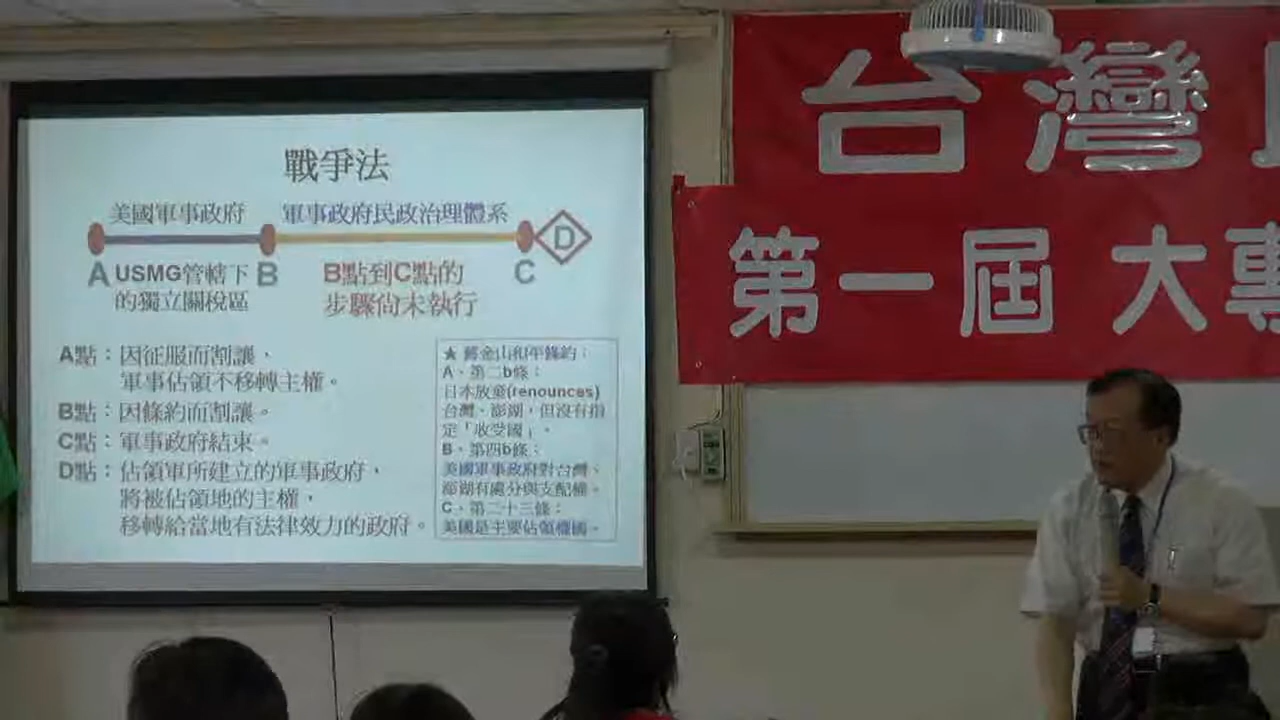 戰爭法
美國軍事政府 軍事政府民政治理體系
A B C D
USMG管轄下
的獨立關稅區
B點到C點的
步驟尚未執行
A點：因征服而割讓，
軍事佔領不移轉主權。
B點：因條約而割讓。
C點：軍事政府結束。
D點：佔領軍所建立的軍事政府，
將被佔領地的主權，
移轉給當地有法律效力的政府。
★ 舊金山和平條約：
A、第二b條：
日本放棄(renounces)
台灣、澎湖，但沒有指
定「收受國」。
B、第四b條：
美國軍事政府對台灣、
澎湖有處分與支配權。
C、第二十三條：
美國是主要佔領權國。
台灣
第一屆 大專